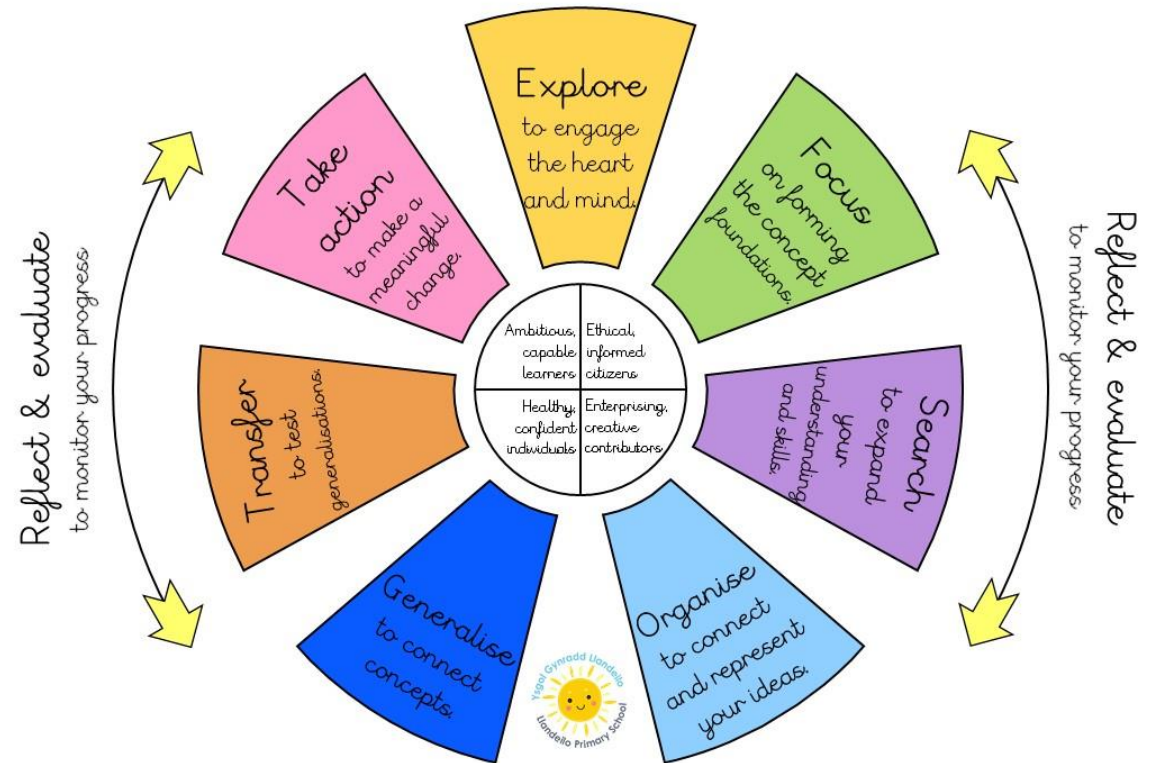 Explore
to engage
the heart
and mind.
Focus
on forming
the concept
foundations.
Search
to expand
your
understanding
and skills.
Organise
to connect
and represent
your ideas.
Generalise
to connect
concepts.
Transfer
to test
generalisations.
Take
action
to make a
meaningful
change.
Ambitious,
capable
learners
Ethical,
informed
citizens
Healthy,
confident
individuals
Enterprising,
creative
contributors
Reflect & evaluate
to monitor your progress
Reflect & evaluate
to monitor your progress
Ysgol Gynradd Llandeilo
Llandeilo Primary School